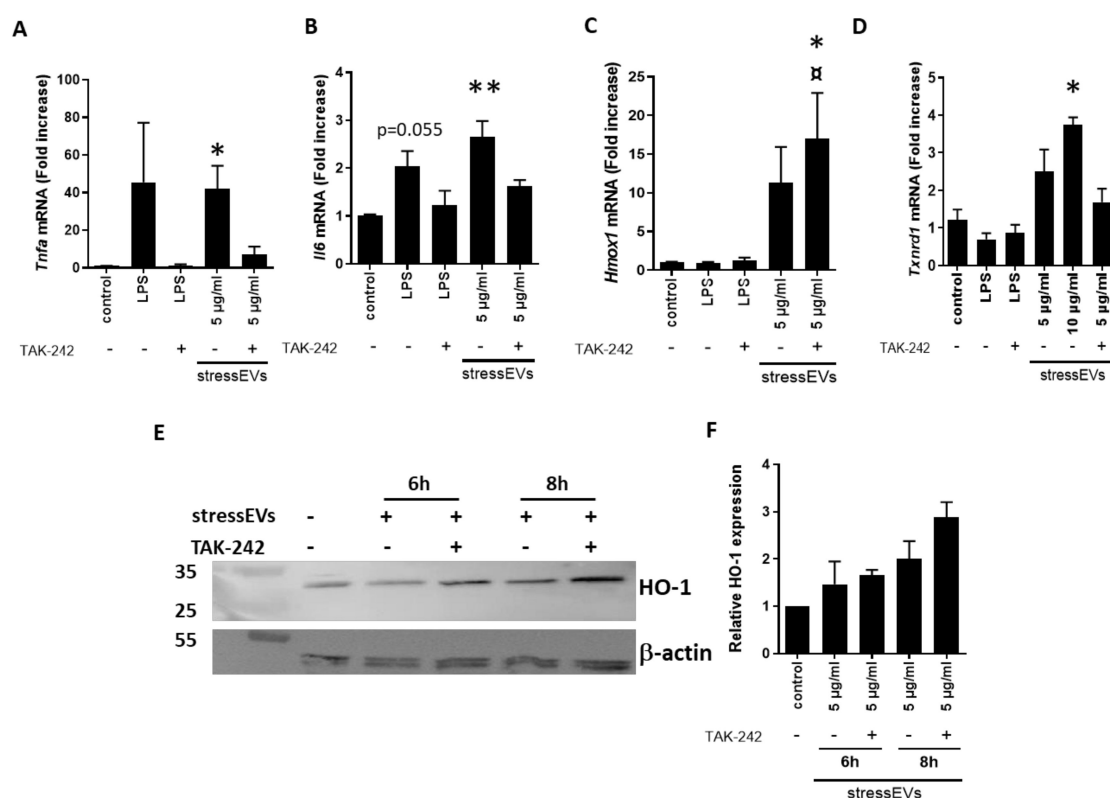 A
Tnfa mRNA (Fold increase)
100
80
60
40
20
0
*
control
LPS
LPS
5 µg/ml
5 µg/ml
TAK-242
- - + - +
stressEVs
B
Il6 mRNA (Fold increase)
4
3
2
1
0
p=0.055
**
control
LPS
LPS
5 µg/ml
5 µg/ml
TAK-242
- - + - +
stressEVs
C
Hmox1 mRNA (Fold increase)
25
20
15
10
5
0
*
¤
control
LPS
LPS
5 µg/ml
5 µg/ml
TAK-242
- - + - +
stressEVs
D
Txnrd1 mRNA (Fold increase)
5
4
3
2
1
0
*
control
LPS
LPS
5 µg/ml
10 µg/ml
5 µg/ml
TAK-242
- - + - - +
stressEVs
E
6h 8h
stressEVs - + + + +
TAK-242 - - + - +
35
25
HO-1
55
β-actin
F
Relative HO-1 expression
4
3
2
1
0
control
5 µg/ml
5 µg/ml
5 µg/ml
5 µg/ml
TAK-242
- - + - +
6h 8h
stressEVs